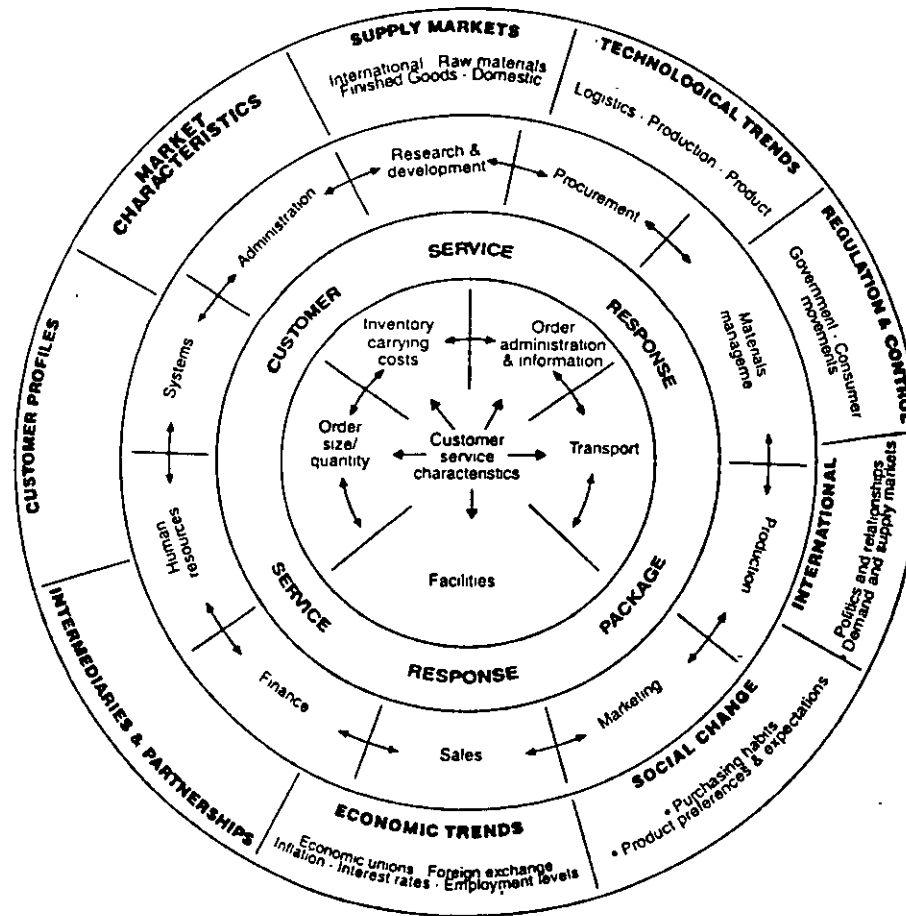 SUPPLY MARKETS
International Raw materials
Finished Goods · Domestic
TECHNOLOGICAL TRENDS
Logistics · Production · Product
REGULATION & CONTROL
Government · Consumer
movements
INTERNATIONAL
Politics and relationships
• Demand and supply markets
SOCIAL CHANGE
• Purchasing habits
• Product preferences & expectations
ECONOMIC TRENDS
Economic unions Foreign exchange
Inflation · Interest rates · Employment levels
INTERMEDIARIES & PARTNERSHIPS
CUSTOMER PROFILES
MARKET
CHARACTERISTICS
Research &
development
Procurement
Materials
manageme
Production
Marketing
Sales
Finance
Human
resources
Systems
Administration
CUSTOMER
SERVICE
RESPONSE
PACKAGE
RESPONSE
SERVICE
Inventory
carrying
costs
Order
administration
& information
Order
size/
quantity
Customer
service
characteristics
Transport
Facilities